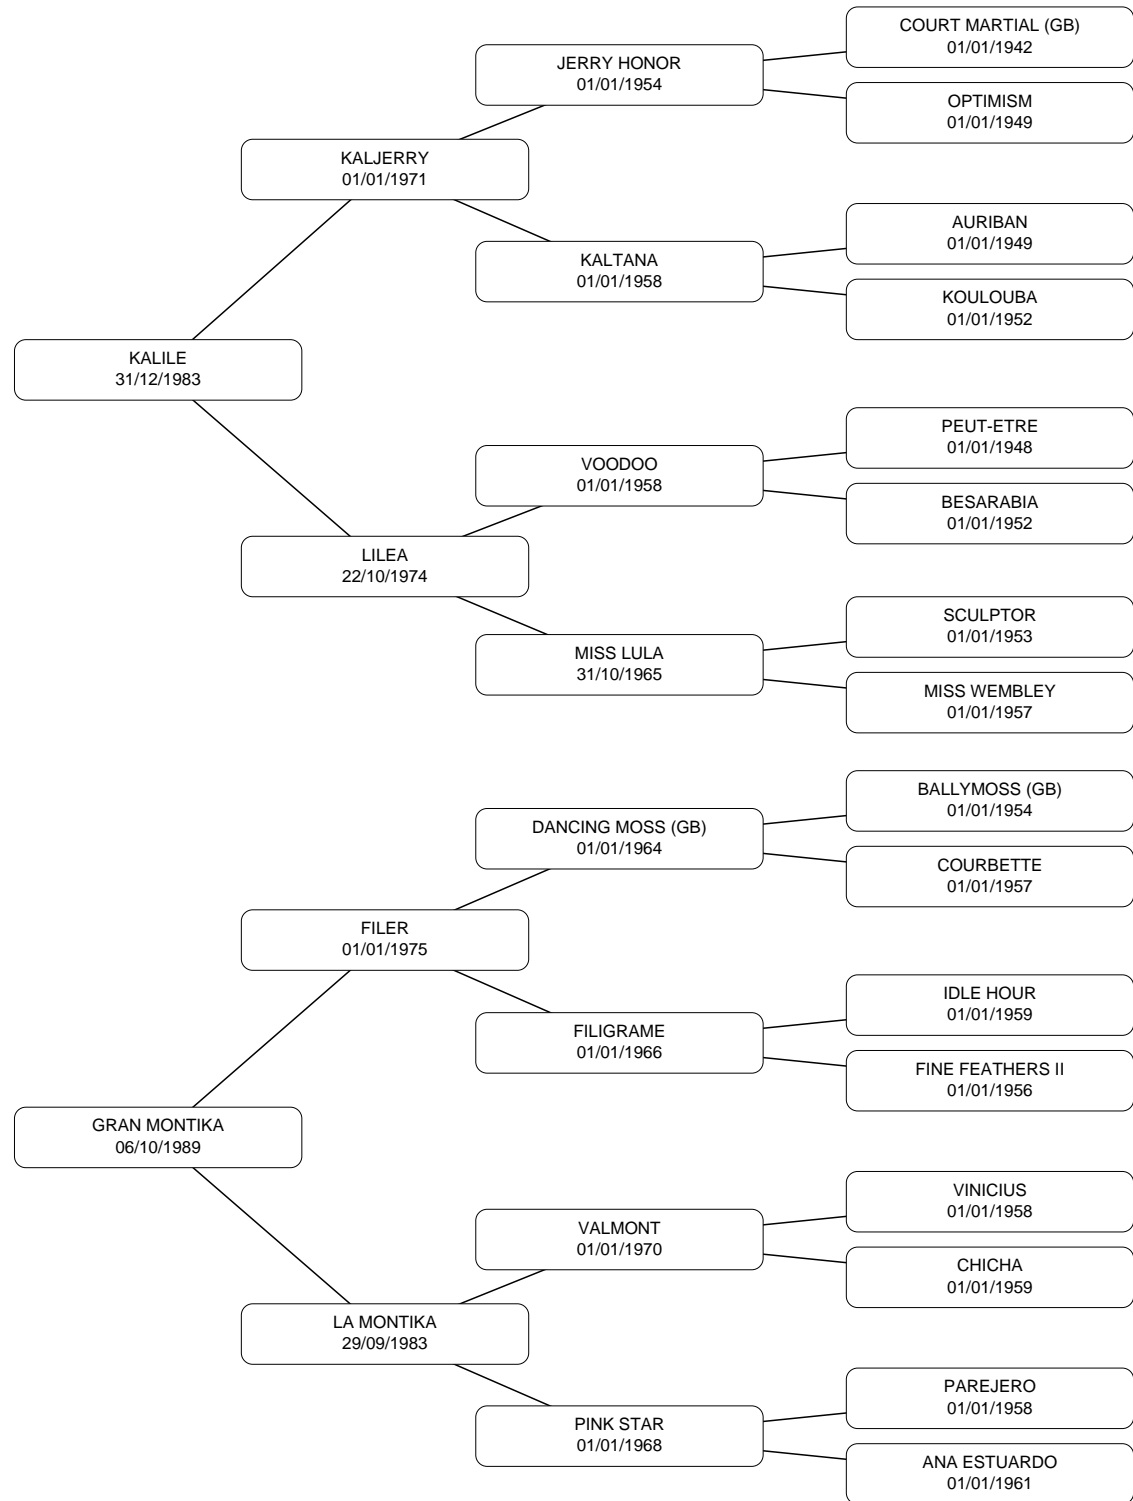 COURT MARTIAL (GB)
01/01/1942
JERRY HONOR
01/01/1954
OPTIMISM
01/01/1949
KALJERRY
01/01/1971
AURIBAN
01/01/1949
KALTANA
01/01/1958
KOULOUBA
01/01/1952
KALILE
31/12/1983
PEUT-ETRE
01/01/1948
VOODOO
01/01/1958
BESARABIA
01/01/1952
LILEA
22/10/1974
SCULPTOR
01/01/1953
MISS LULA
31/10/1965
MISS WEMBLEY
01/01/1957
BALLYMOSS (GB)
01/01/1954
DANCING MOSS (GB)
01/01/1964
COURBETTE
01/01/1957
FILER
01/01/1975
IDLE HOUR
01/01/1959
FILIGRAME
01/01/1966
FINE FEATHERS II
01/01/1956
GRAN MONTIKA
06/10/1989
VINICIUS
01/01/1958
VALMONT
01/01/1970
CHICHA
01/01/1959
LA MONTIKA
29/09/1983
PAREJERO
01/01/1958
PINK STAR
01/01/1968
ANA ESTUARDO
01/01/1961